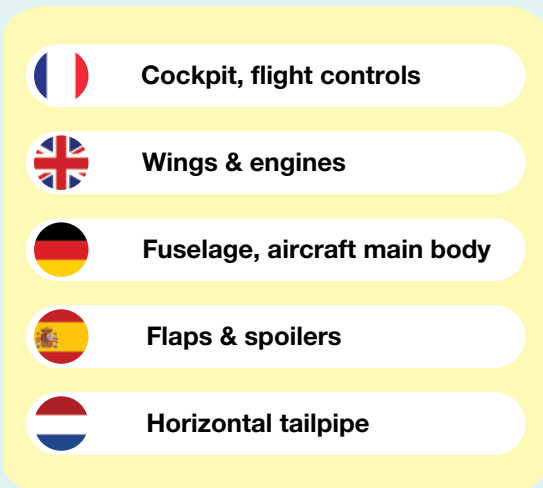 Cockpit, flight controls
Wings & engines
Fuselage, aircraft main body
Flaps & spoilers
Horizontal tailpipe